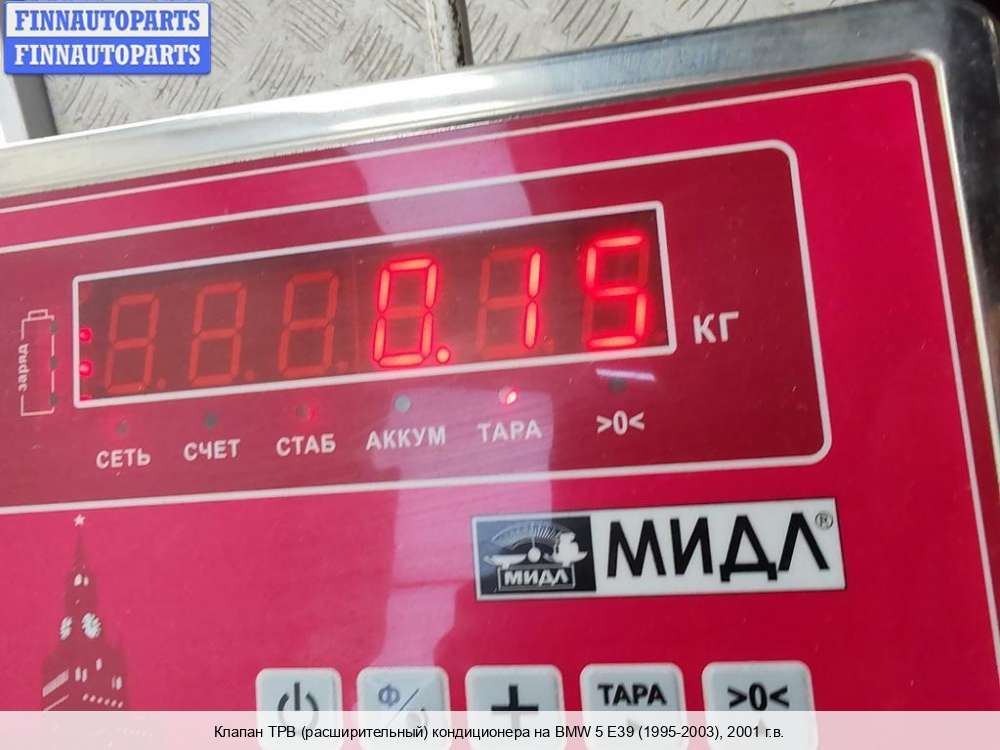 FINNAUTOPARTS
FINNAUTOPARTS
0.15
КГ
заряд
СЕТЬ СЧЕТ СТАБ АККУМ ТАРА >0<
МИДЛ
МИДЛ®
Ф
+
ТАРА
>0<
Клапан ТРВ (расширительный) кондиционера на BMW 5 E39 (1995-2003), 2001 г.в.